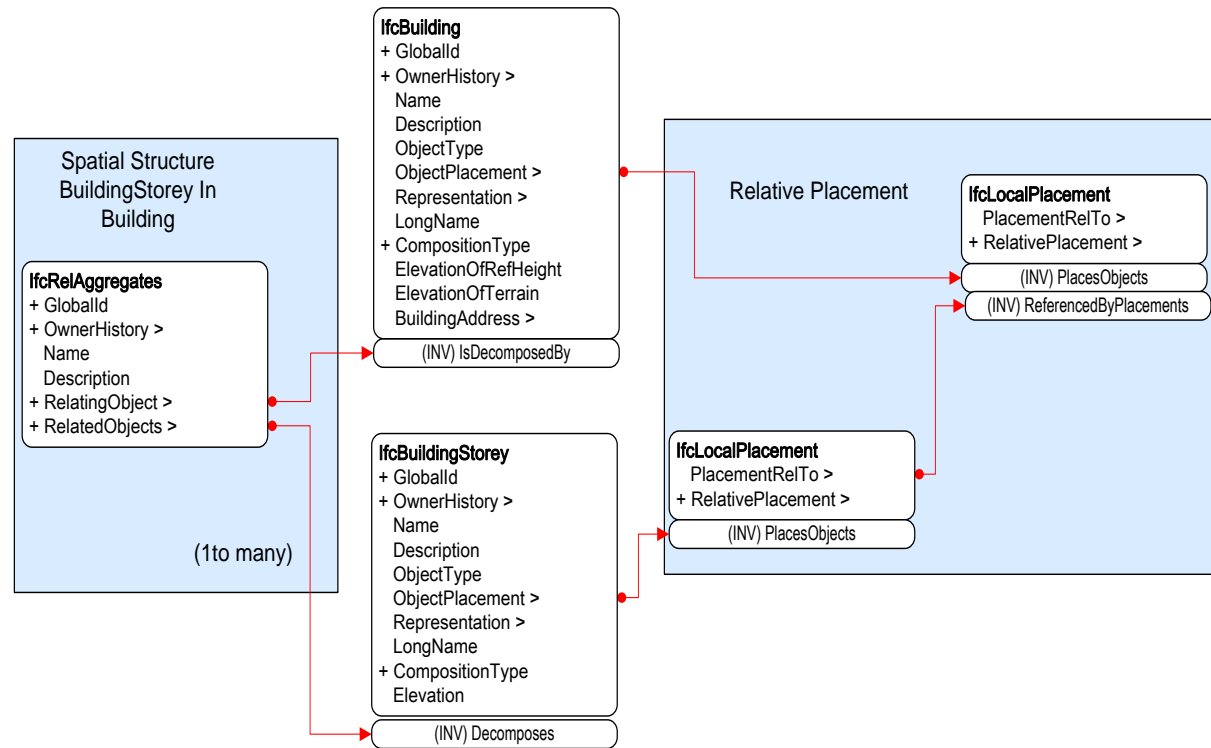 Spatial Structure
BuildingStorey In
Building
IfcRelAggregates
+ GlobalId
+ OwnerHistory >
Name
Description
+ RelatingObject >
+ RelatedObjects >
(1to many)
IfcBuilding
+ GlobalId
+ OwnerHistory >
Name
Description
ObjectType
ObjectPlacement >
Representation >
LongName
+ CompositionType
ElevationOfRefHeight
ElevationOfTerrain
BuildingAddress >
(INV) IsDecomposedBy
IfcBuildingStorey
+ GlobalId
+ OwnerHistory >
Name
Description
ObjectType
ObjectPlacement >
Representation >
LongName
+ CompositionType
Elevation
(INV) Decomposes
Relative Placement
IfcLocalPlacement
PlacementRelTo >
+ RelativePlacement >
(INV) PlacesObjects
(INV) ReferencedByPlacements
IfcLocalPlacement
PlacementRelTo >
+ RelativePlacement >
(INV) PlacesObjects